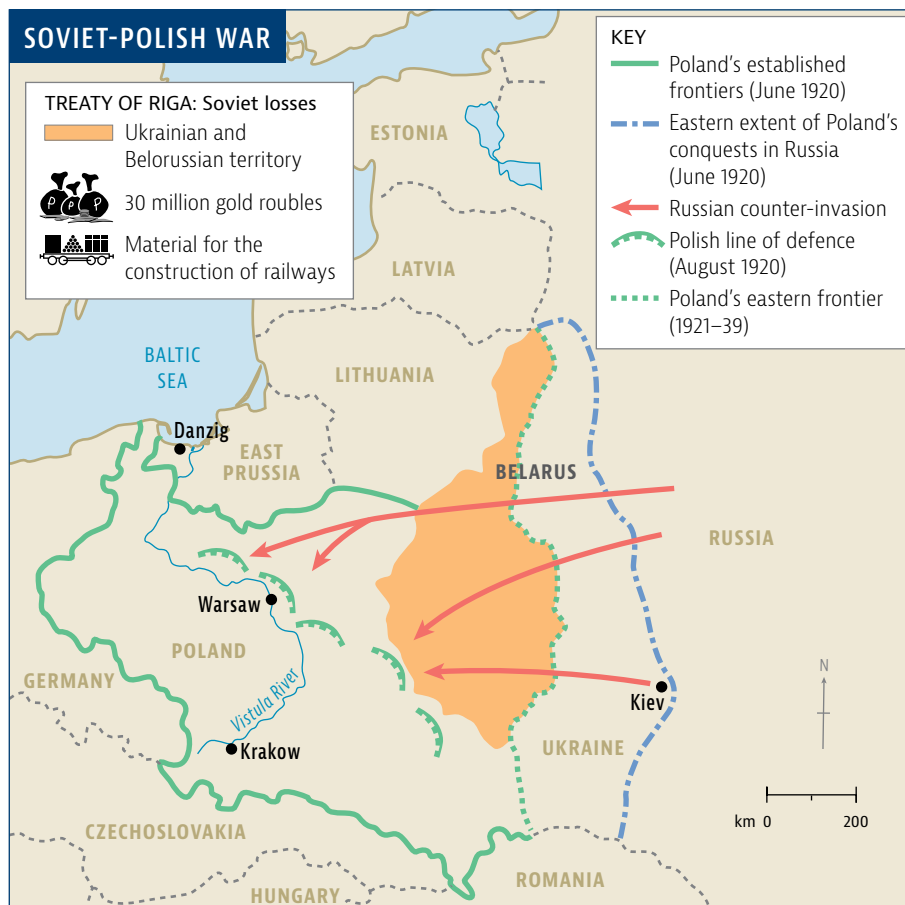 SOVIET-POLISH WAR
TREATY OF RIGA: Soviet losses
Ukrainian and
Belorussian territory
30 million gold roubles
Material for the
construction of railways
KEY
Poland's established
frontiers (June 1920)
Eastern extent of Poland's
conquests in Russia
(June 1920)
Russian counter-invasion
Polish line of defence
(August 1920)
Poland's eastern frontier
(1921–39)
ESTONIA
LATVIA
BALTIC
SEA
LITHUANIA
Danzig
EAST
PRUSSIA
BELARUS
RUSSIA
Warsaw
POLAND
GERMANY
Vistula River
Kiev
N
Krakow
UKRAINE
km 0 200
CZECHOSLOVAKIA
HUNGARY
ROMANIA